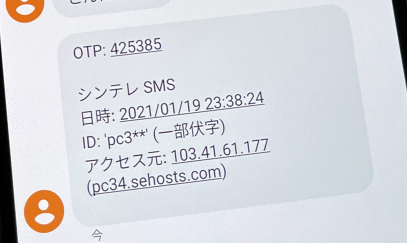 OTP: 425385
シンテレ SMS
日時: 2021/01/19 23:38:24
ID: 'pc3**' (一部伏字)
アクセス元: 103.41.61.177
(pc34.sehosts.com)
今